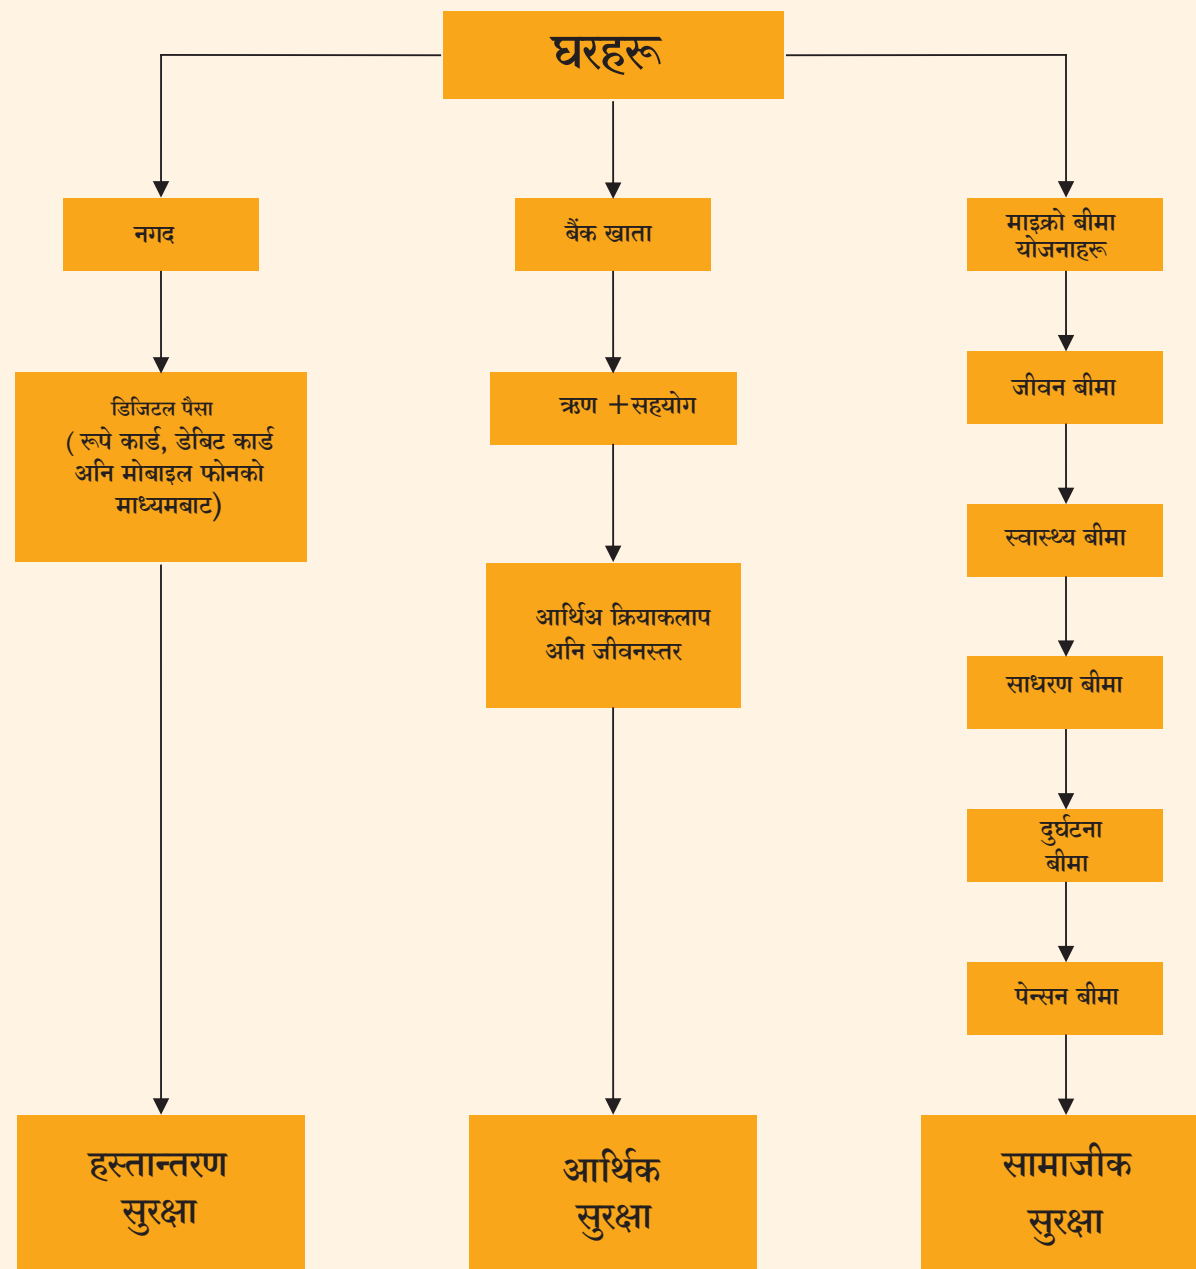 घरहरू
नगद
बैंक खाता
माइक्रो बीमा
योजनाहरू
डिजिटल पैसा
( रूपे कार्ड, डेबिट कार्ड
अनि मोबाइल फोनको
माध्यमबाट)
ऋण +सहयोग
जीवन बीमा
स्वास्थ्य बीमा
आर्थिअ क्रियाकलाप
अनि जीवनस्तर
साधरण बीमा
दुर्घटना
बीमा
पेन्सन बीमा
हस्तान्तरण
सुरक्षा
आर्थिक
सुरक्षा
सामाजीक
सुरक्षा